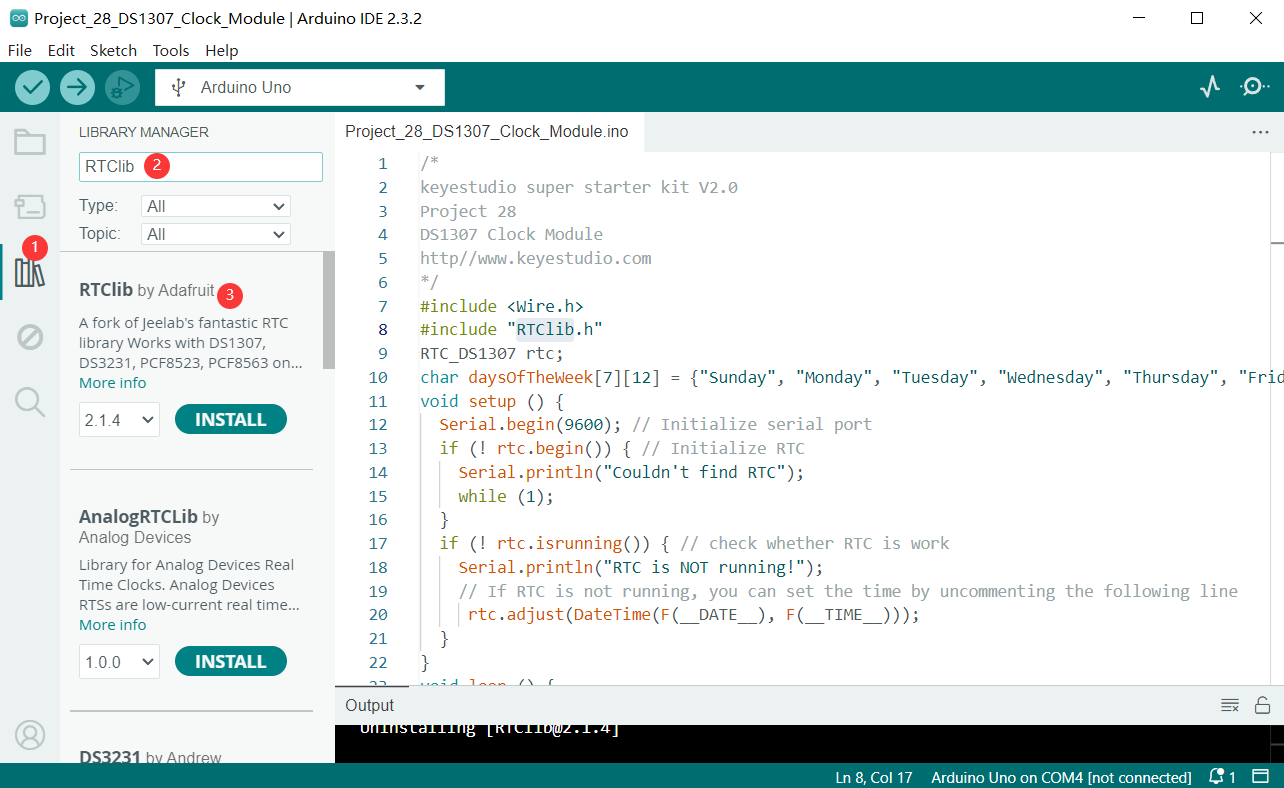 Project_28_DS1307_Clock_Module | Arduino IDE 2.3.2
File Edit Sketch Tools Help
Arduino Uno
LIBRARY MANAGER
RTClib 2
Type: All
Topic: All
1
RTClib by Adafruit 3
A fork of Jeelab's fantastic RTC
library Works with DS1307,
DS3231, PCF8523, PCF8563 on...
More info
2.1.4 INSTALL
AnalogRTCLib by
Analog Devices
Library for Analog Devices Real
Time Clocks. Analog Devices
RTSs are low-current real time...
More info
1.0.0 INSTALL
DS3231 by Andrew
Project_28_DS1307_Clock_Module.ino
1 /*
2 keyestudio super starter kit V2.0
3 Project 28
4 DS1307 Clock Module
5 http//www.keyestudio.com
6 */
7 #include <Wire.h>
8 #include "RTClib.h"
9 RTC_DS1307 rtc;
10 char daysOfTheWeek[7][12] = {"Sunday", "Monday", "Tuesday", "Wednesday", "Thursday", "Frid
11 void setup () {
12 Serial.begin(9600); // Initialize serial port
13 if (! rtc.begin()) { // Initialize RTC
14 Serial.println("Couldn't find RTC");
15 while (1);
16 }
17 if (! rtc.isrunning()) { // check whether RTC is work
18 Serial.println("RTC is NOT running!");
19 // If RTC is not running, you can set the time by uncommenting the following line
20 rtc.adjust(DateTime(F(__DATE__), F(__TIME__)));
21 }
22 }
23 void loop () {
Output
Uninstalling [RTClib@2.1.4]
Ln 8, Col 17 Arduino Uno on COM4 [not connected] 1